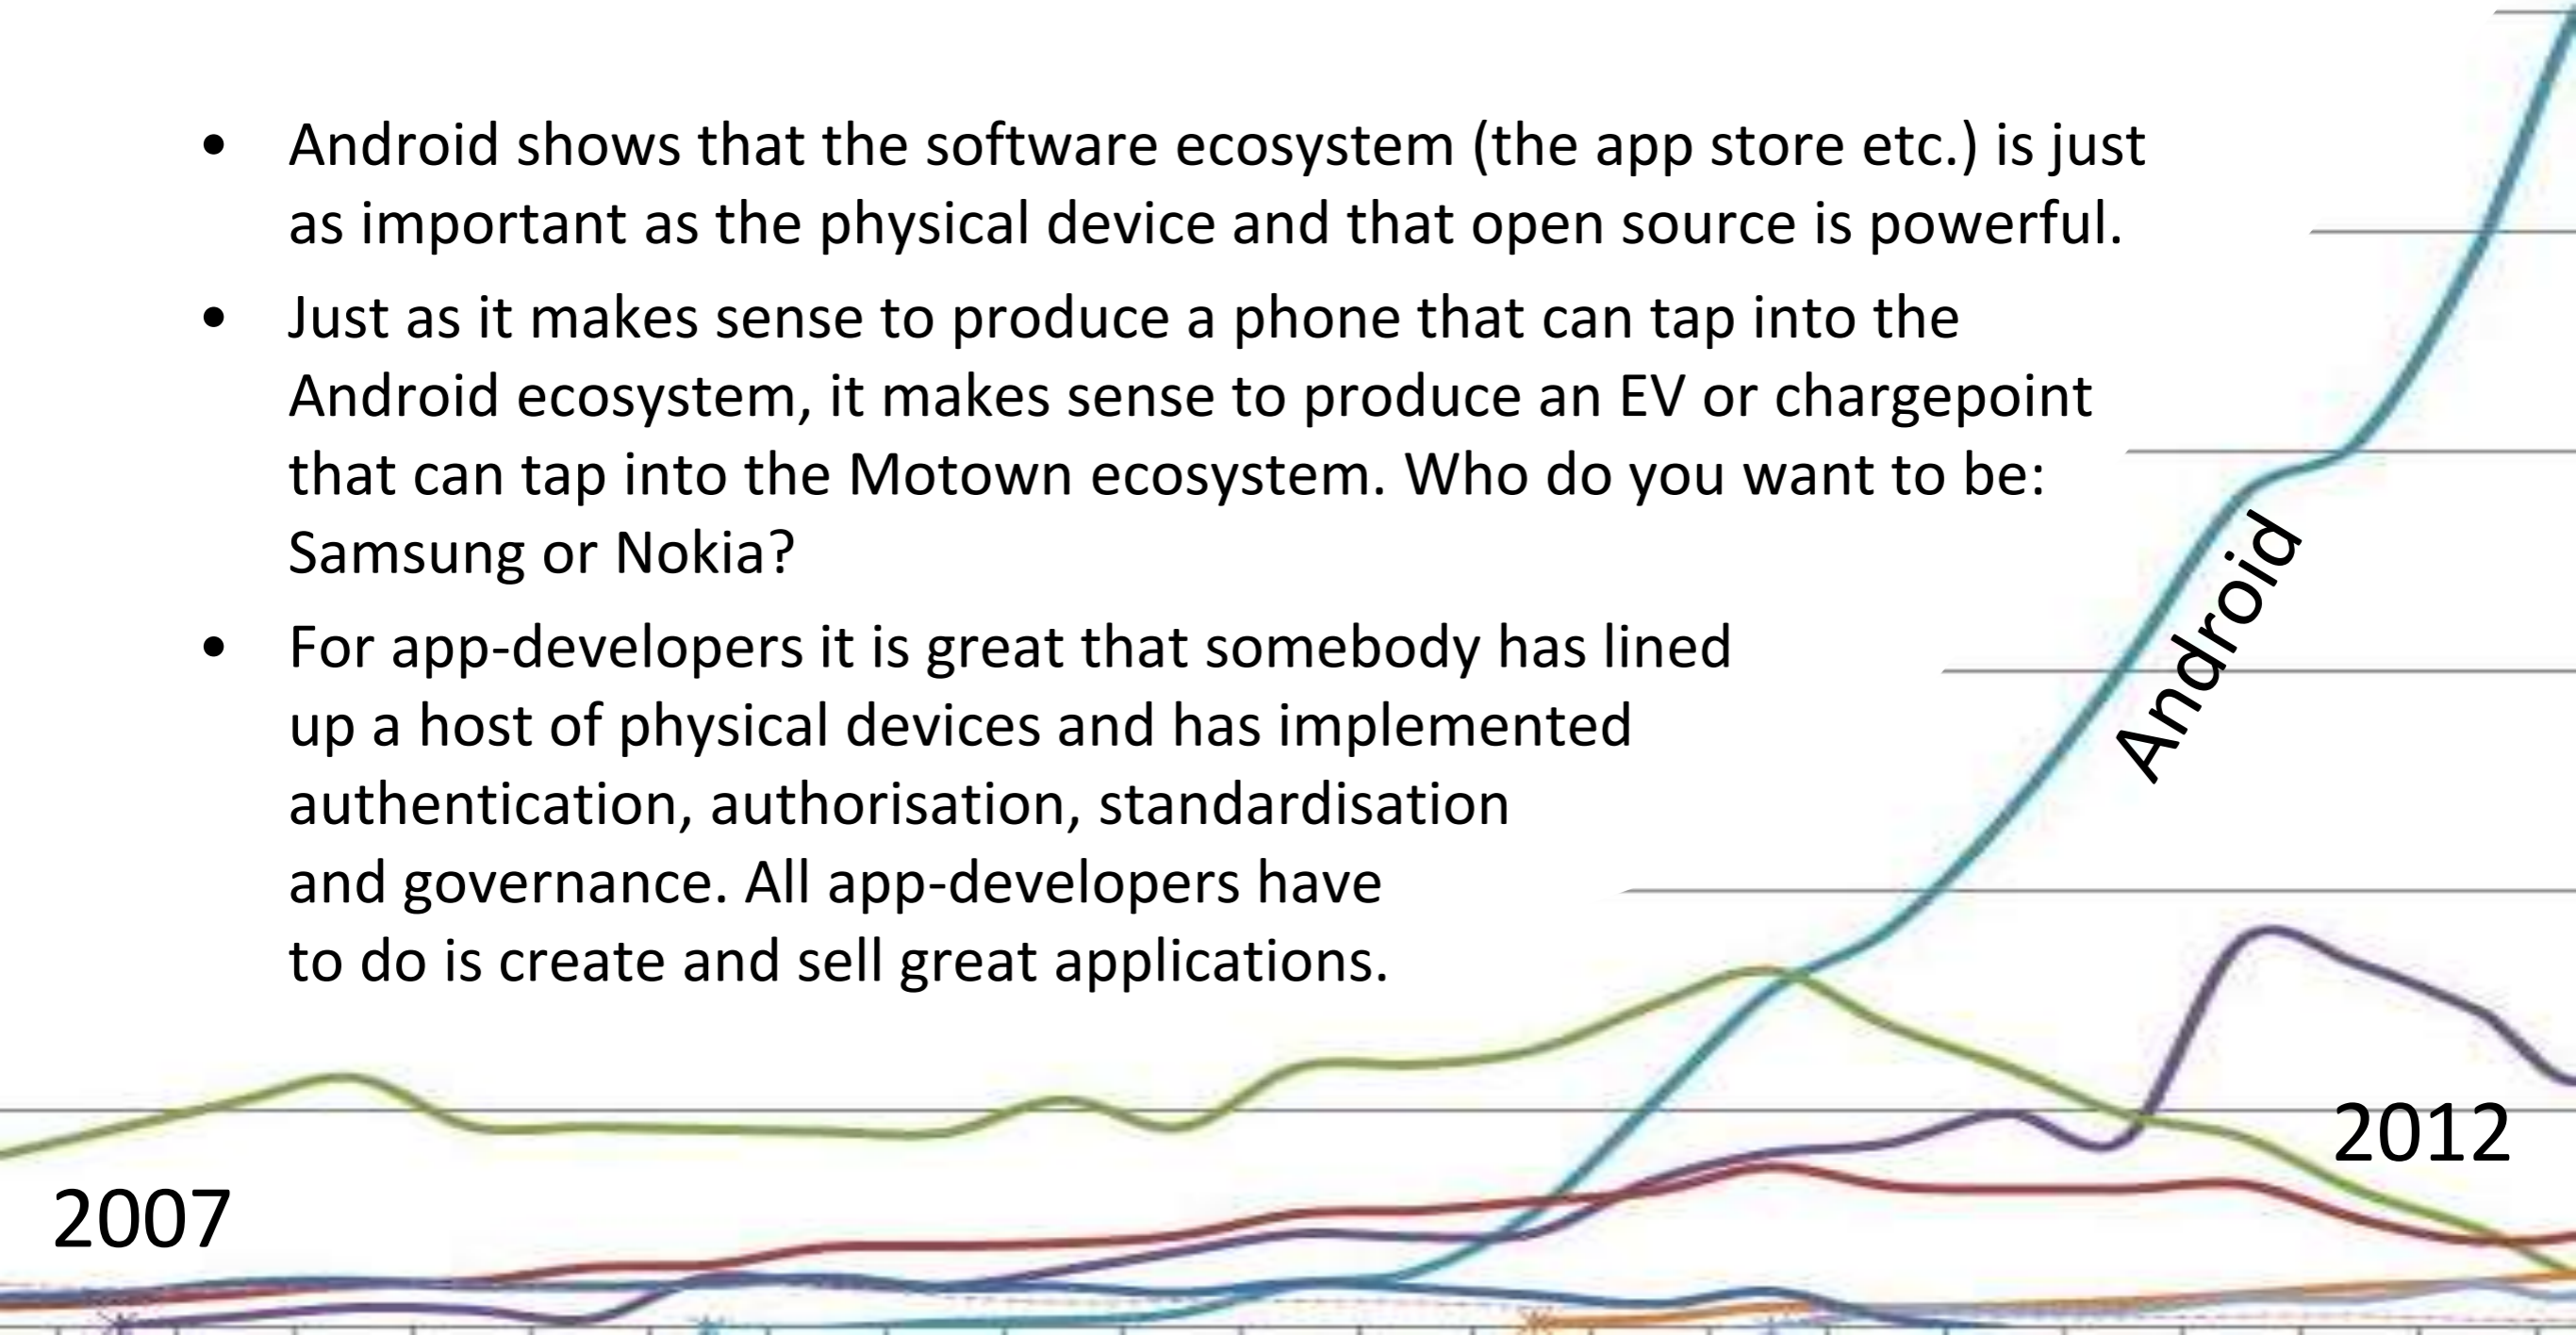 • Android shows that the software ecosystem (the app store etc.) is just
as important as the physical device and that open source is powerful.
• Just as it makes sense to produce a phone that can tap into the
Android ecosystem, it makes sense to produce an EV or chargepoint
that can tap into the Motown ecosystem. Who do you want to be:
Samsung or Nokia?
• For app-developers it is great that somebody has lined
up a host of physical devices and has implemented
authentication, authorisation, standardisation
and governance. All app-developers have
to do is create and sell great applications.
Android
2012
2007